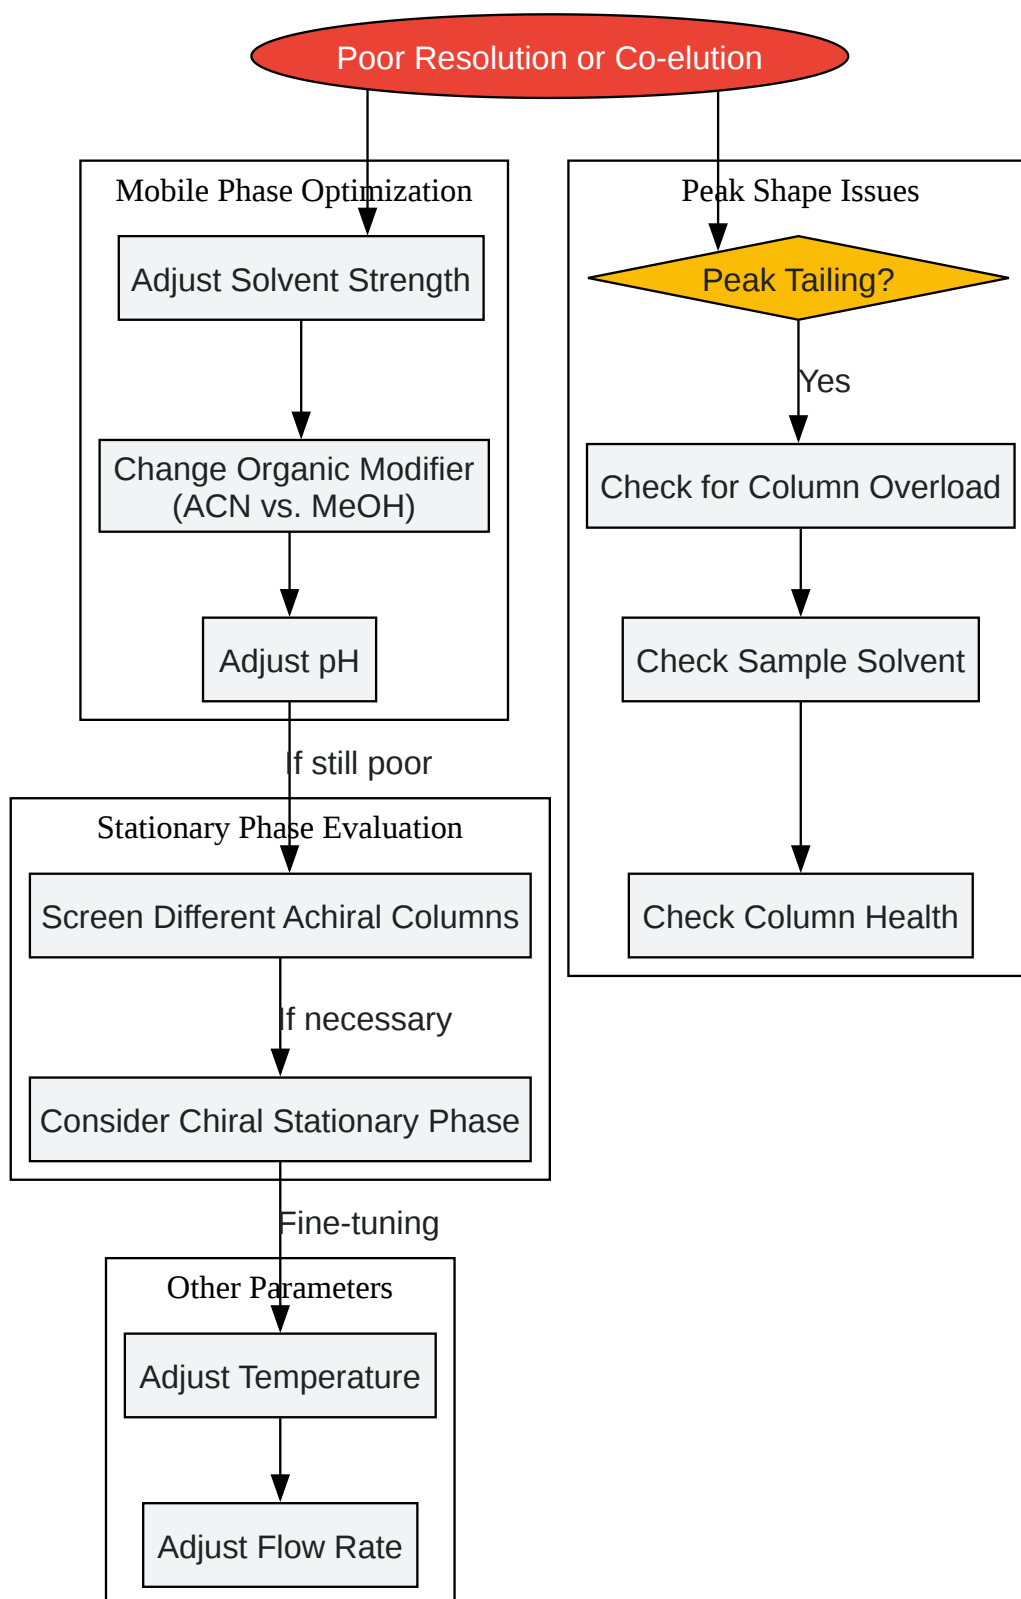 Poor Resolution or Co-elution
Mobile Phase Optimization
Adjust Solvent Strength
Change Organic Modifier
(ACN vs. MeOH)
Adjust pH
If still poor
Stationary Phase Evaluation
Screen Different Achiral Columns
If necessary
Consider Chiral Stationary Phase
Fine-tuning
Other Parameters
Adjust Temperature
Adjust Flow Rate
Peak Shape Issues
Peak Tailing?
Yes
Check for Column Overload
Check Sample Solvent
Check Column Health